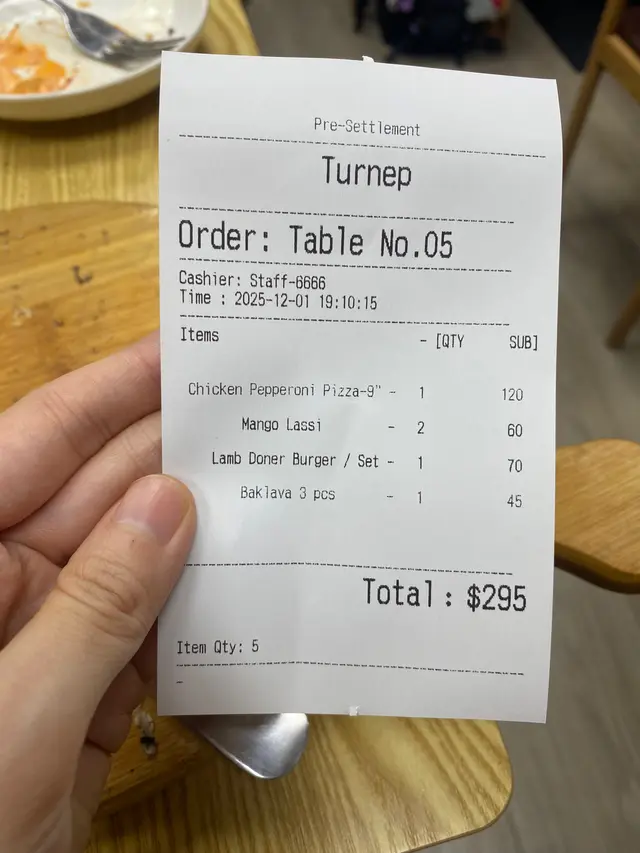 Pre-Settlement
Turnep
Order: Table No.05
Cashier: Staff-6666
Time : 2025-12-01 19:10:15
Items - [QTY SUB]
Chicken Pepperoni Pizza-9" - 1 120
Mango Lassi - 2 60
Lamb Doner Burger / Set - 1 70
Baklava 3 pcs - 1 45
Total: $295
Item Qty: 5